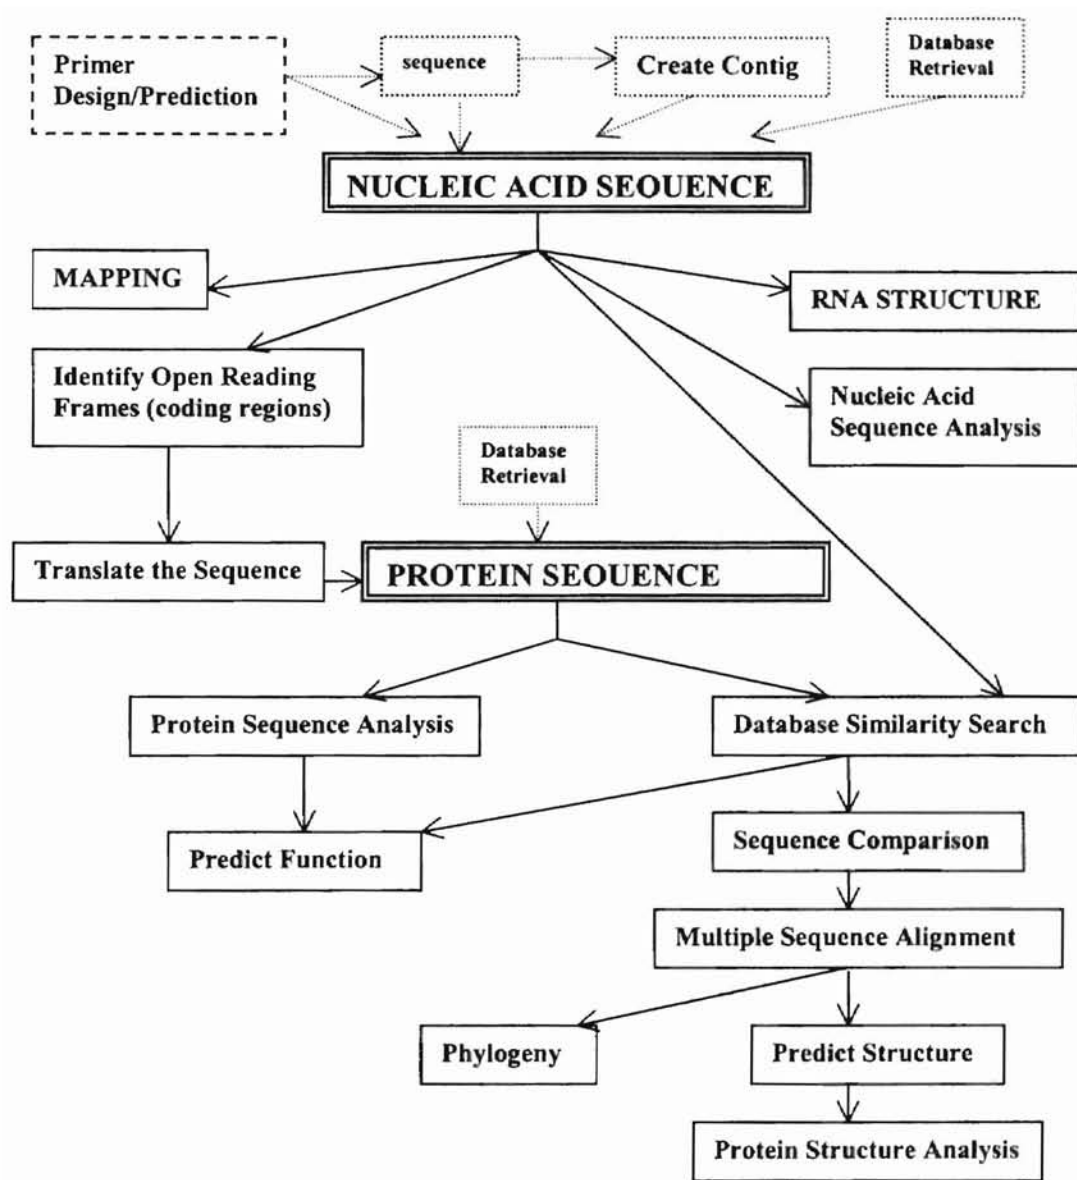 Primer
Design/Prediction
sequence
Create Contig
Database
Retrieval
NUCLEIC ACID SEQUENCE
MAPPING
RNA STRUCTURE
Identify Open Reading
Frames (coding regions)
Nucleic Acid
Sequence Analysis
Database
Retrieval
Translate the Sequence
PROTEIN SEQUENCE
Protein Sequence Analysis
Database Similarity Search
Predict Function
Sequence Comparison
Multiple Sequence Alignment
Phylogeny
Predict Structure
Protein Structure Analysis